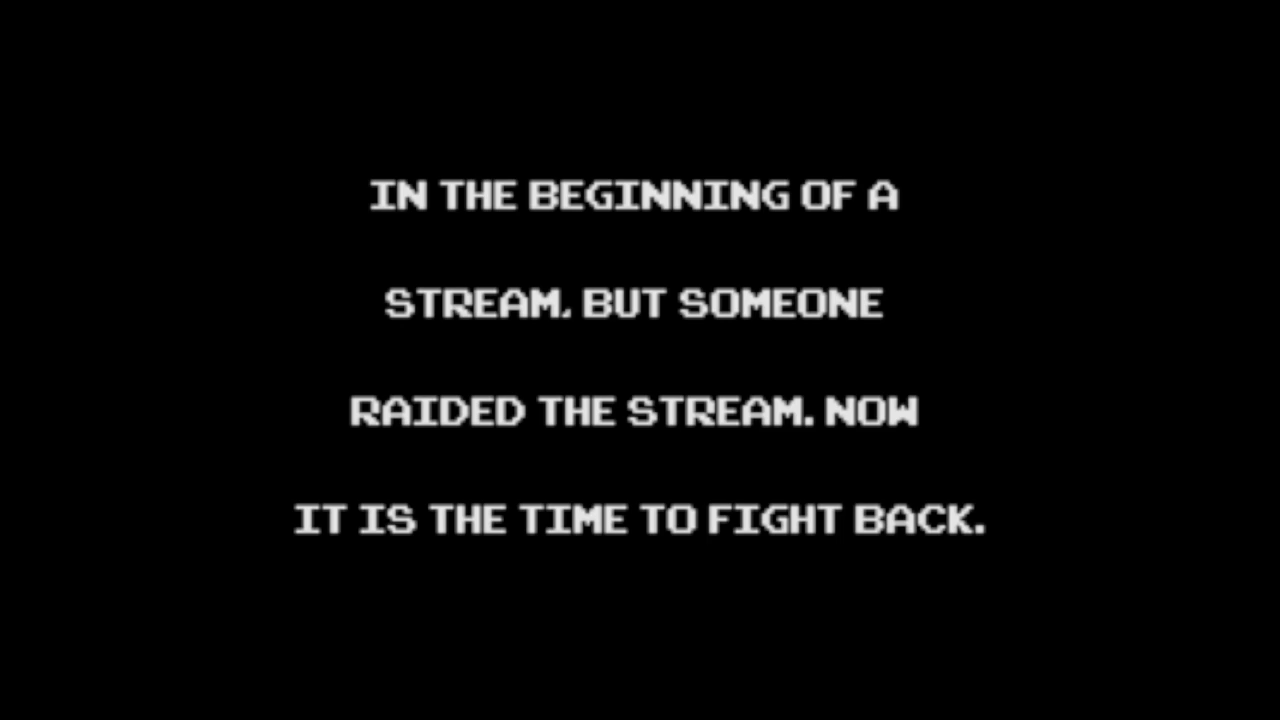 IN THE BEGINNING OF A
STREAM, BUT SOMEONE
RAIDED THE STREAM. NOW
IT IS THE TIME TO FIGHT BACK.